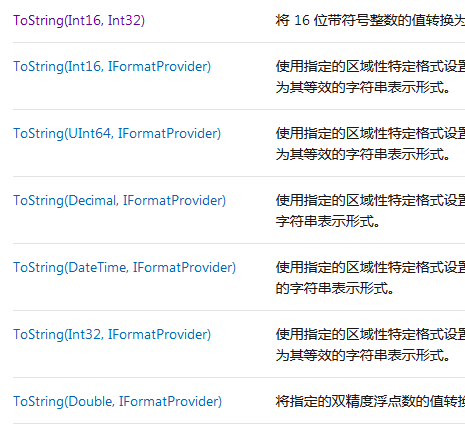 ToString(Int16, Int32) 将 16 位带符号整数的值转换为
ToString(Int16, IFormatProvider) 使用指定的区域性特定格式设置
为其等效的字符串表示形式。
ToString(UInt64, IFormatProvider) 使用指定的区域性特定格式设置
为其等效的字符串表示形式。
ToString(Decimal, IFormatProvider) 使用指定的区域性特定格式设置
字符串表示形式。
ToString(DateTime, IFormatProvider) 使用指定的区域性特定格式设置
的字符串表示形式。
ToString(Int32, IFormatProvider) 使用指定的区域性特定格式设置
为其等效的字符串表示形式。
ToString(Double, IFormatProvider) 将指定的双精度浮点数的值转换